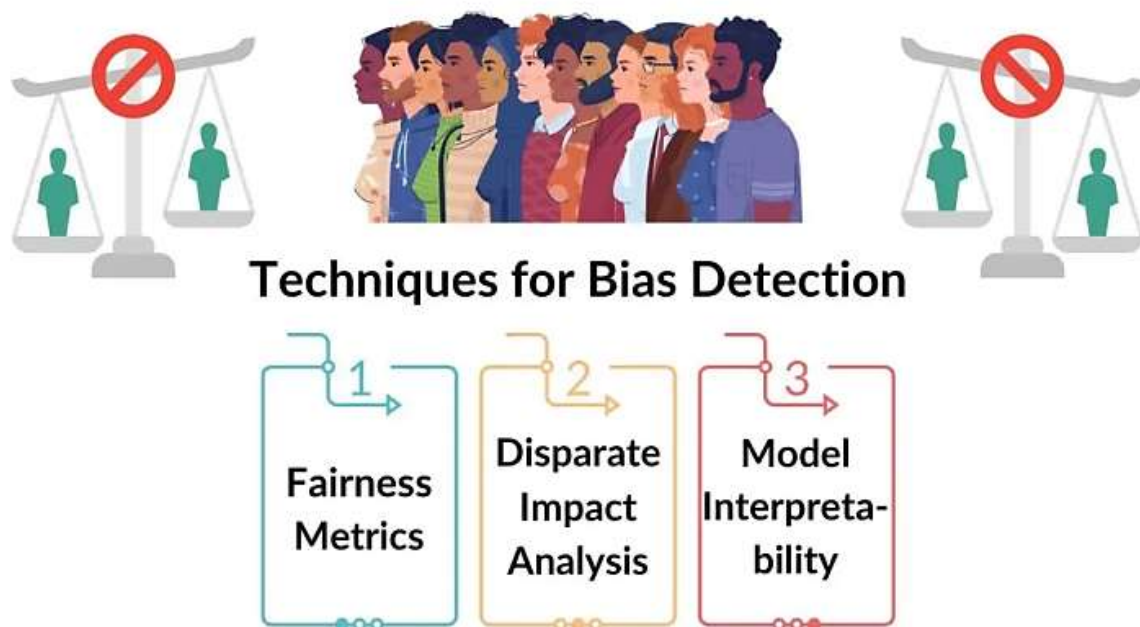 Techniques for Bias Detection
1
Fairness
Metrics
2
Disparate
Impact
Analysis
3
Model
Interpreta-
bility